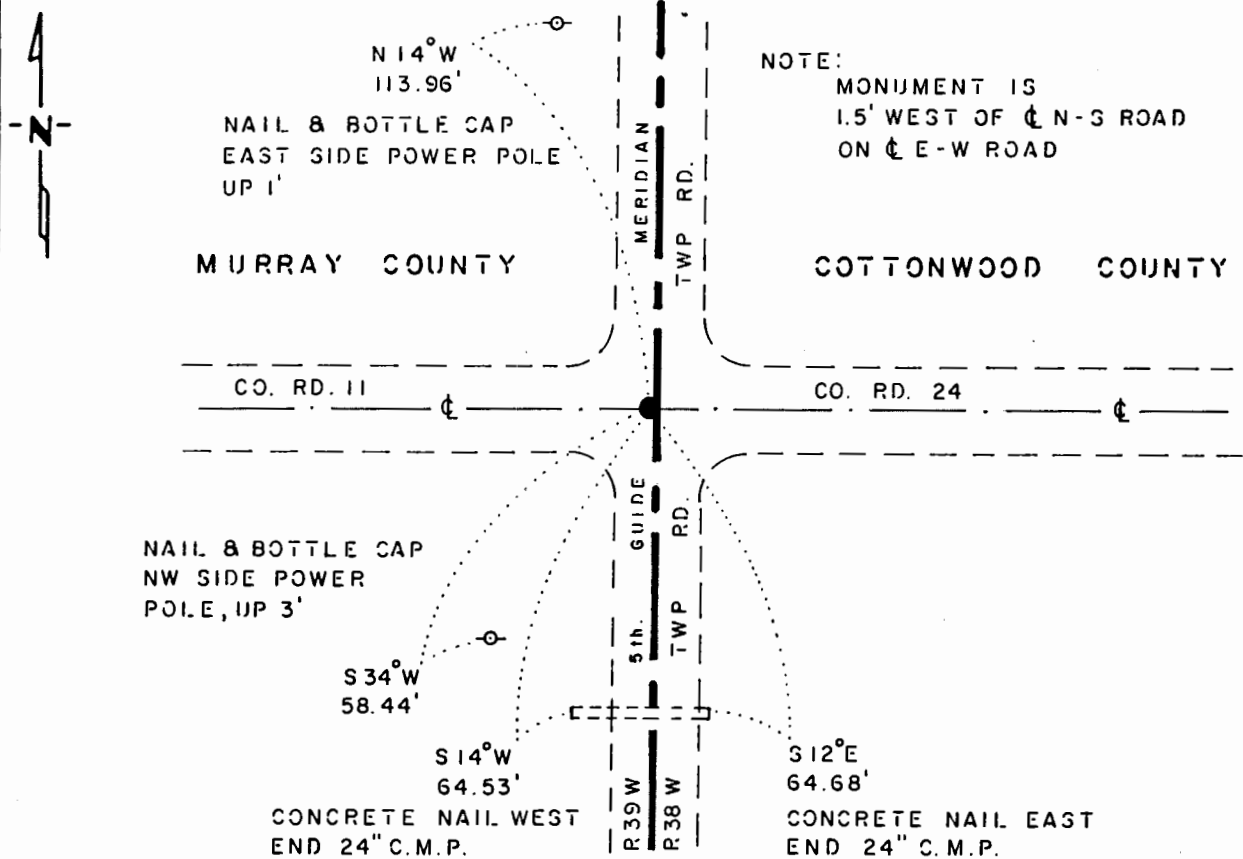 N 14°W
113.96'
NAIL & BOTTLE CAP
EAST SIDE POWER POLE
UP 1'
NOTE:
MONUMENT IS
1.5' WEST OF ℄ N-S ROAD
ON ℄ E-W ROAD
-N-
MERIDIAN
TWP RD.
MURRAY COUNTY
COTTONWOOD COUNTY
CO. RD. 11
℄
CO. RD. 24
℄
GUIDE
5th.
TWP RD.
NAIL & BOTTLE CAP
NW SIDE POWER
POLE, UP 3'
S 34°W
58.44'
S 14°W
64.53'
CONCRETE NAIL WEST
END 24" C.M.P.
R39W
R38W
S 12°E
64.68'
CONCRETE NAIL EAST
END 24" C.M.P.